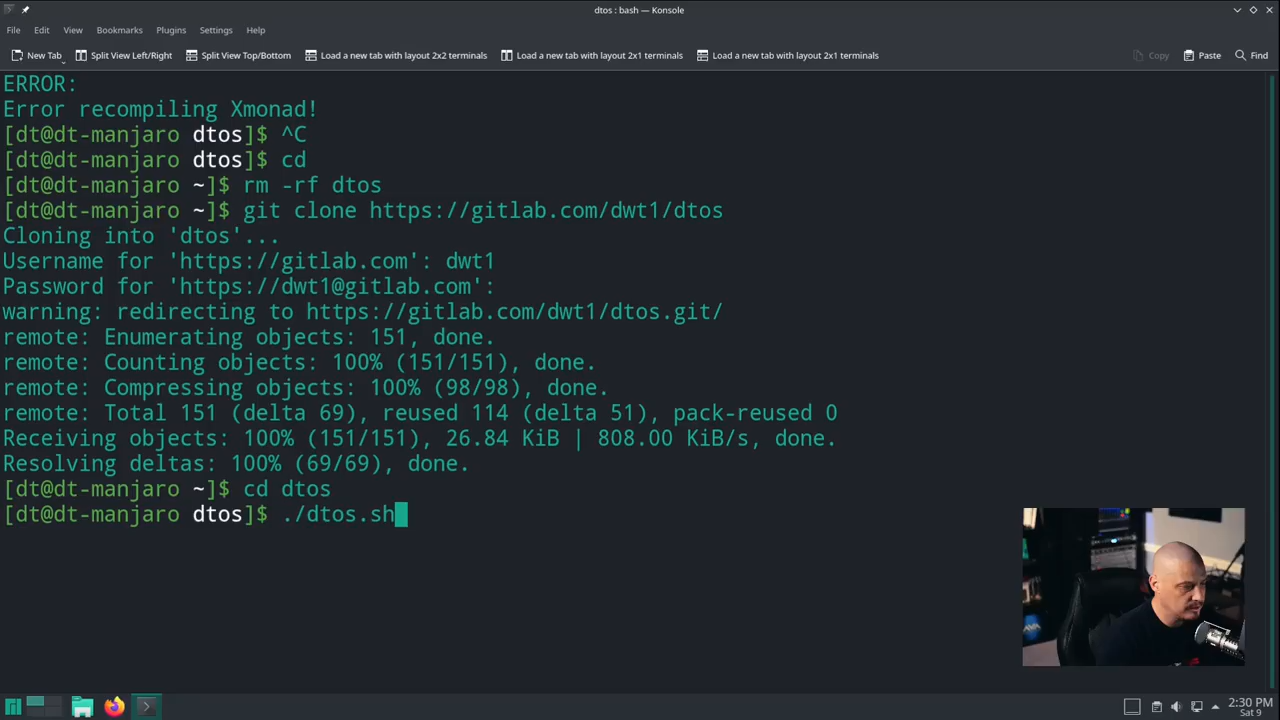 dtos : bash — Konsole
File Edit View Bookmarks Plugins Settings Help
New Tab Split View Left/Right Split View Top/Bottom Load a new tab with layout 2x2 terminals Load a new tab with layout 2x1 terminals Load a new tab with layout 2x1 terminals Copy Paste Find
ERROR:
Error recompiling Xmonad!
[dt@dt-manjaro dtos]$ ^C
[dt@dt-manjaro dtos]$ cd
[dt@dt-manjaro ~]$ rm -rf dtos
[dt@dt-manjaro ~]$ git clone https://gitlab.com/dwt1/dtos
Cloning into 'dtos'...
Username for 'https://gitlab.com': dwt1
Password for 'https://dwt1@gitlab.com':
warning: redirecting to https://gitlab.com/dwt1/dtos.git/
remote: Enumerating objects: 151, done.
remote: Counting objects: 100% (151/151), done.
remote: Compressing objects: 100% (98/98), done.
remote: Total 151 (delta 69), reused 114 (delta 51), pack-reused 0
Receiving objects: 100% (151/151), 26.84 KiB | 808.00 KiB/s, done.
Resolving deltas: 100% (69/69), done.
[dt@dt-manjaro ~]$ cd dtos
[dt@dt-manjaro dtos]$ ./dtos.sh
2:30 PM
Sat 9